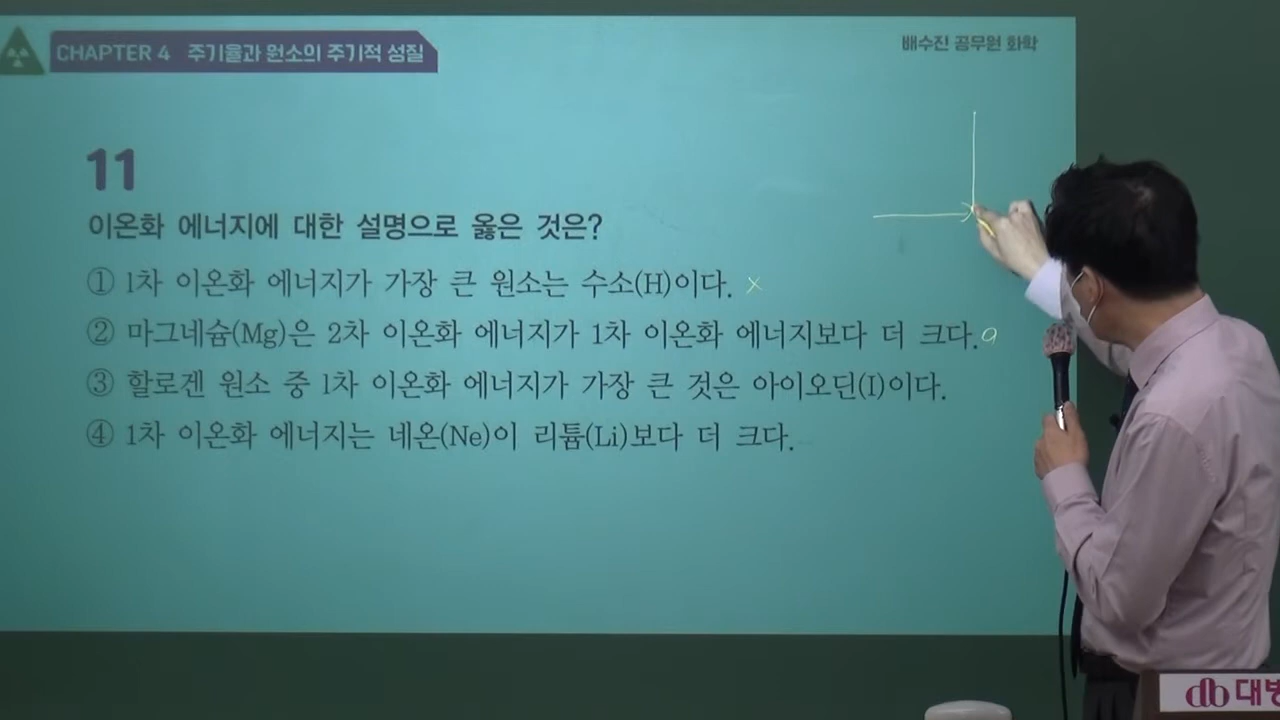 CHAPTER 4 주기율과 원소의 주기적 성질
배수진 공무원 화학
11
이온화 에너지에 대한 설명으로 옳은 것은?
① 1차 이온화 에너지가 가장 큰 원소는 수소(H)이다. ×
② 마그네슘(Mg)은 2차 이온화 에너지가 1차 이온화 에너지보다 더 크다. o
③ 할로겐 원소 중 1차 이온화 에너지가 가장 큰 것은 아이오딘(I)이다.
④ 1차 이온화 에너지는 네온(Ne)이 리튬(Li)보다 더 크다.